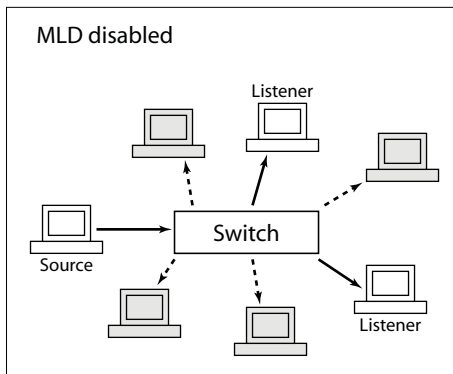 MLD disabled
Listener
Switch
Source
Listener